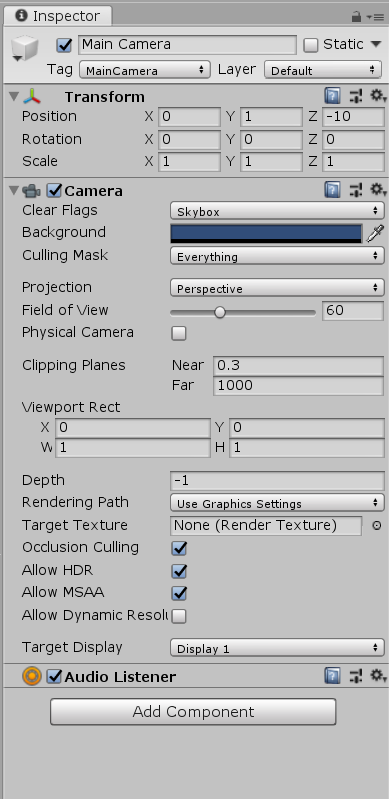 Inspector
Main Camera Static
Tag MainCamera Layer Default
Transform
Position X 0 Y 1 Z -10
Rotation X 0 Y 0 Z 0
Scale X 1 Y 1 Z 1
Camera
Clear Flags Skybox
Background
Culling Mask Everything
Projection Perspective
Field of View 60
Physical Camera
Clipping Planes Near 0.3
Far 1000
Viewport Rect
X 0 Y 0
W 1 H 1
Depth -1
Rendering Path Use Graphics Settings
Target Texture None (Render Texture)
Occlusion Culling
Allow HDR
Allow MSAA
Allow Dynamic Resolu
Target Display Display 1
Audio Listener
Add Component